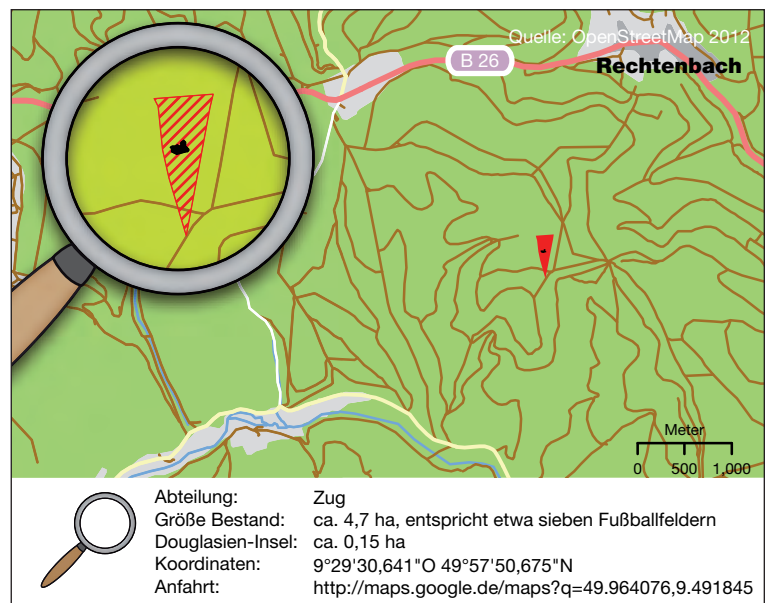 Quelle: OpenStreetMap 2012
B 26
Rechtenbach
Meter
0 500 1,000
Abteilung: Zug
Größe Bestand: ca. 4,7 ha, entspricht etwa sieben Fußballfeldern
Douglasien-Insel: ca. 0,15 ha
Koordinaten: 9°29'30,641"O 49°57'50,675"N
Anfahrt: http://maps.google.de/maps?q=49.964076,9.491845